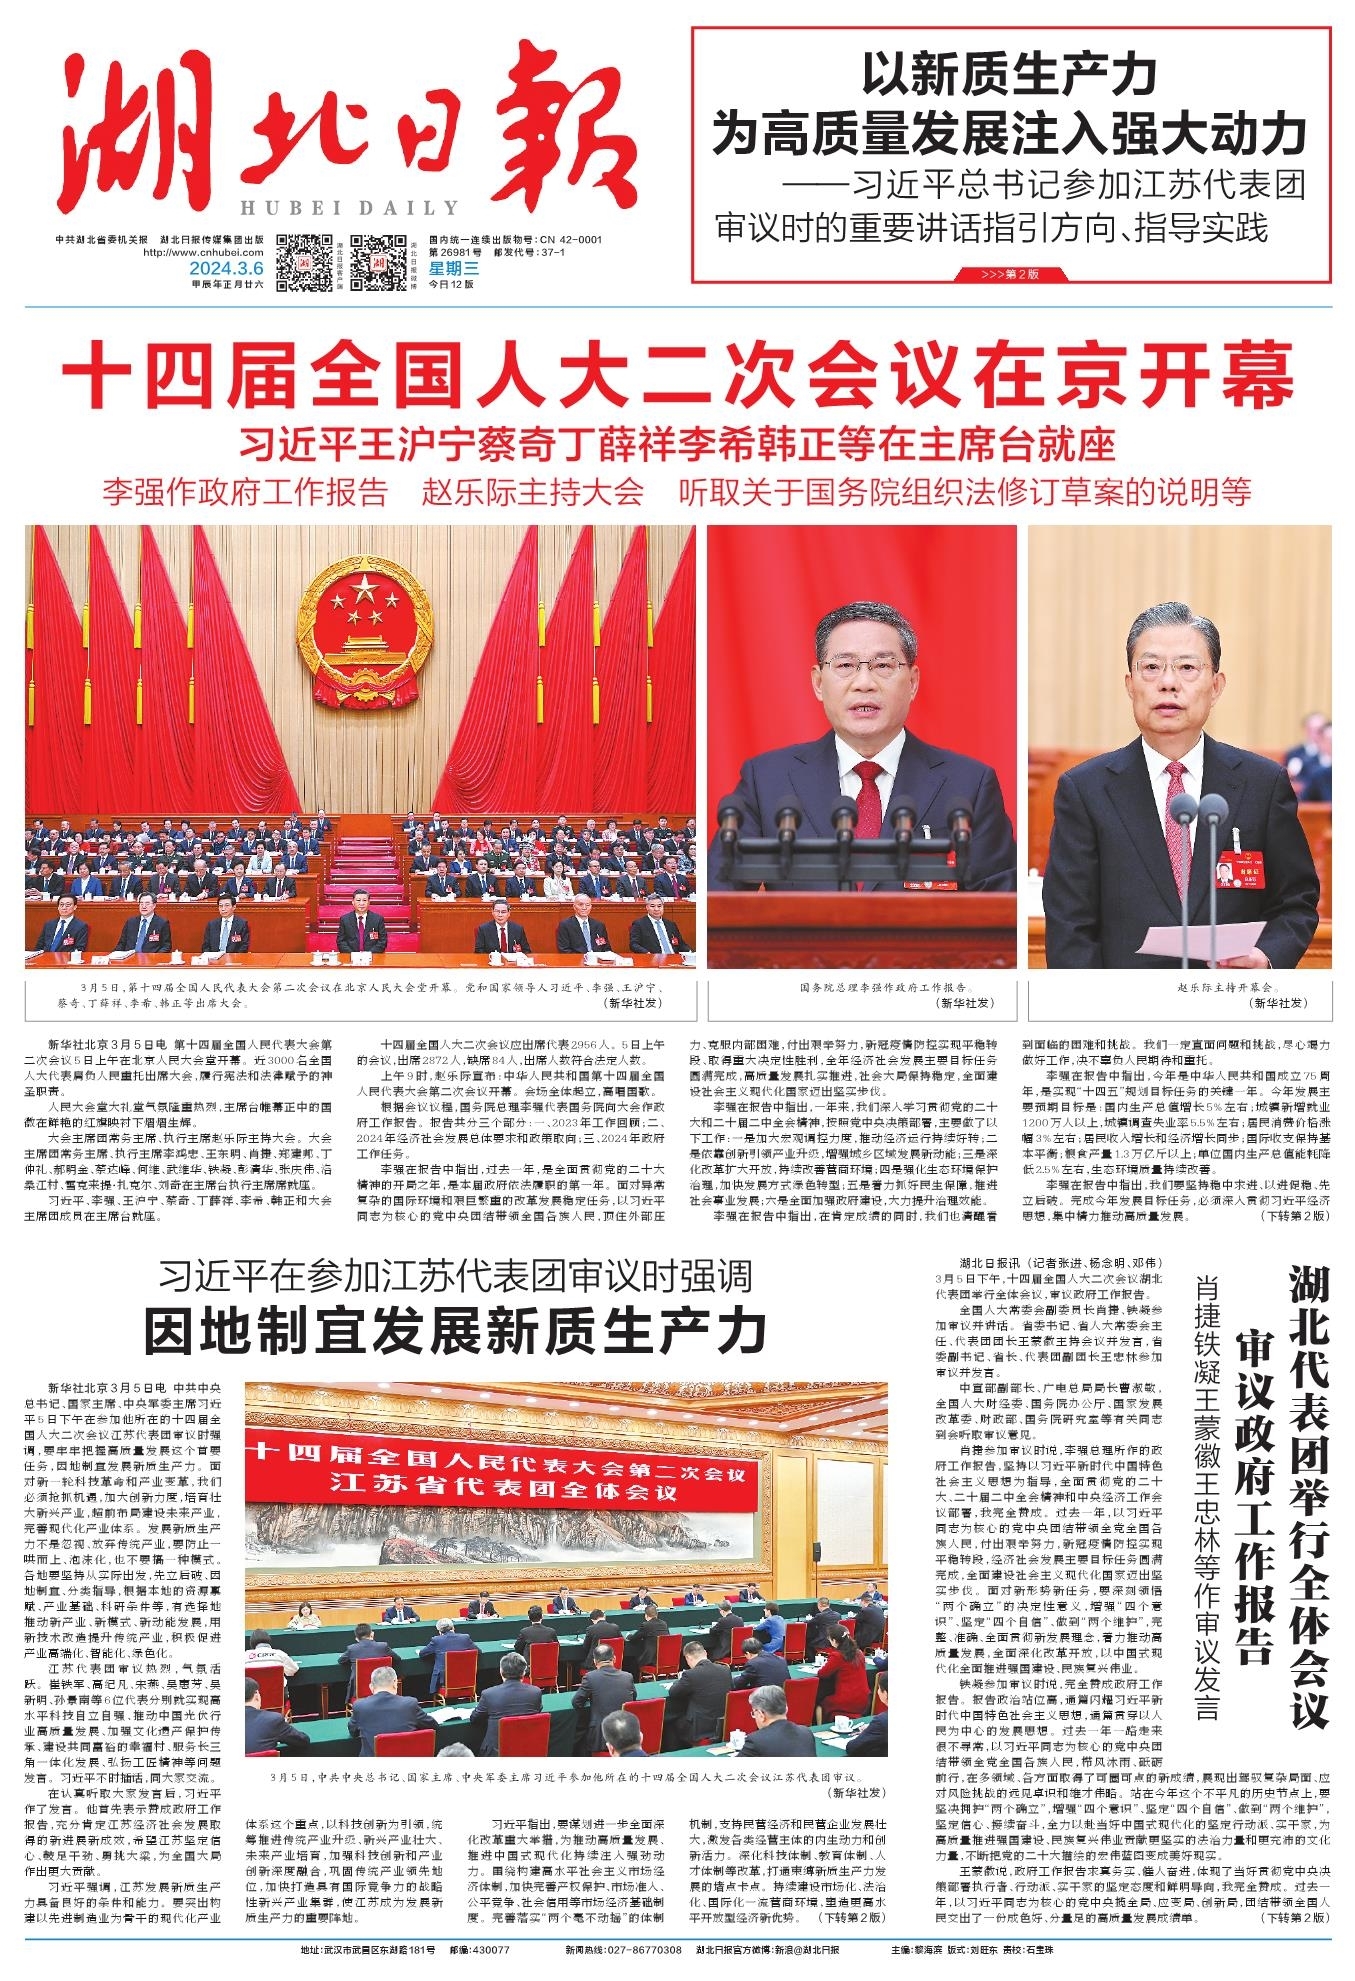 湖北日報
HUBEI DAILY
中共湖北省委机关报 湖北日报传媒集团出版
http://www.cnhubei.com
2024.3.6
甲辰年正月廿六
湖北日报客户端
湖北日报微博
国内统一连续出版物号:CN 42-0001
第26981号 邮发代号:37-1
星期三
今日12版
以新质生产力
为高质量发展注入强大动力
——习近平总书记参加江苏代表团
审议时的重要讲话指引方向、指导实践
>>>第2版
十四届全国人大二次会议在京开幕
习近平王沪宁蔡奇丁薛祥李希韩正等在主席台就座
李强作政府工作报告 赵乐际主持大会 听取关于国务院组织法修订草案的说明等
3月5日,第十四届全国人民代表大会第二次会议在北京人民大会堂开幕。党和国家领导人习近平、李强、王沪宁、
蔡奇、丁薛祥、李希、韩正等出席大会。 (新华社发)
国务院总理李强作政府工作报告。
(新华社发)
赵乐际主持开幕会。
(新华社发)
新华社北京3月5日电 第十四届全国人民代表大会第
二次会议5日上午在北京人民大会堂开幕。近3000名全国
人大代表肩负人民重托出席大会,履行宪法和法律赋予的神
圣职责。
人民大会堂大礼堂气氛隆重热烈,主席台帷幕正中的国
徽在鲜艳的红旗映衬下熠熠生辉。
大会主席团常务主席、执行主席赵乐际主持大会。大会
主席团常务主席、执行主席李鸿忠、王东明、肖捷、郑建邦、丁
仲礼、郝明金、蔡达峰、何维、武维华、铁凝、彭清华、张庆伟、洛
桑江村、雪克来提·扎克尔、刘奇在主席台执行主席席就座。
习近平、李强、王沪宁、蔡奇、丁薛祥、李希、韩正和大会
主席团成员在主席台就座。
十四届全国人大二次会议应出席代表2956人。5日上午
的会议,出席2872人,缺席84人,出席人数符合法定人数。
上午9时,赵乐际宣布:中华人民共和国第十四届全国
人民代表大会第二次会议开幕。会场全体起立,高唱国歌。
根据会议议程,国务院总理李强代表国务院向大会作政
府工作报告。报告共分三个部分:一、2023年工作回顾;二、
2024年经济社会发展总体要求和政策取向;三、2024年政府
工作任务。
李强在报告中指出,过去一年,是全面贯彻党的二十大
精神的开局之年,是本届政府依法履职的第一年。面对异常
复杂的国际环境和艰巨繁重的改革发展稳定任务,以习近平
同志为核心的党中央团结带领全国各族人民,顶住外部压
力、克服内部困难,付出艰辛努力,新冠疫情防控实现平稳转
段、取得重大决定性胜利,全年经济社会发展主要目标任务
圆满完成,高质量发展扎实推进,社会大局保持稳定,全面建
设社会主义现代化国家迈出坚实步伐。
李强在报告中指出,一年来,我们深入学习贯彻党的二十
大和二十届二中全会精神,按照党中央决策部署,主要做了以
下工作:一是加大宏观调控力度,推动经济运行持续好转;二
是依靠创新引领产业升级,增强城乡区域发展新动能;三是深
化改革扩大开放,持续改善营商环境;四是强化生态环境保护
治理,加快发展方式绿色转型;五是着力抓好民生保障,推进
社会事业发展;六是全面加强政府建设,大力提升治理效能。
李强在报告中指出,在肯定成绩的同时,我们也清醒看
到面临的困难和挑战。我们一定直面问题和挑战,尽心竭力
做好工作,决不辜负人民期待和重托。
李强在报告中指出,今年是中华人民共和国成立75周
年,是实现“十四五”规划目标任务的关键一年。今年发展主
要预期目标是:国内生产总值增长5%左右;城镇新增就业
1200万人以上,城镇调查失业率5.5%左右;居民消费价格涨
幅3%左右;居民收入增长和经济增长同步;国际收支保持基
本平衡;粮食产量1.3万亿斤以上;单位国内生产总值能耗降
低2.5%左右,生态环境质量持续改善。
李强在报告中指出,我们要坚持稳中求进、以进促稳、先
立后破。完成今年发展目标任务,必须深入贯彻习近平经济
思想,集中精力推动高质量发展。 (下转第2版)
习近平在参加江苏代表团审议时强调
因地制宜发展新质生产力
新华社北京3月5日电 中共中央
总书记、国家主席、中央军委主席习近
平5日下午在参加他所在的十四届全
国人大二次会议江苏代表团审议时强
调,要牢牢把握高质量发展这个首要
任务,因地制宜发展新质生产力。面
对新一轮科技革命和产业变革,我们
必须抢抓机遇,加大创新力度,培育壮
大新兴产业,超前布局建设未来产业,
完善现代化产业体系。发展新质生产
力不是忽视、放弃传统产业,要防止一
哄而上、泡沫化,也不要搞一种模式。
各地要坚持从实际出发,先立后破、因
地制宜、分类指导,根据本地的资源禀
赋、产业基础、科研条件等,有选择地
推动新产业、新模式、新动能发展,用
新技术改造提升传统产业,积极促进
产业高端化、智能化、绿色化。
江苏代表团审议热烈,气氛活
跃。崔铁军、高纪凡、宋燕、吴惠芳、吴
新明、孙景南等6位代表分别就实现高
水平科技自立自强、推动中国光伏行
业高质量发展、加强文化遗产保护传
承、建设共同富裕的幸福村、服务长三
角一体化发展、弘扬工匠精神等问题
发言。习近平不时插话,同大家交流。
在认真听取大家发言后,习近平
作了发言。他首先表示赞成政府工作
报告,充分肯定江苏经济社会发展取
得的新进展新成效,希望江苏坚定信
心、鼓足干劲、勇挑大梁,为全国大局
作出更大贡献。
习近平强调,江苏发展新质生产
力具备良好的条件和能力。要突出构
建以先进制造业为骨干的现代化产业
十四届全国人民代表大会第二次会议
江苏省代表团全体会议
3月5日,中共中央总书记、国家主席、中央军委主席习近平参加他所在的十四届全国人大二次会议江苏代表团审议。
(新华社发)
体系这个重点,以科技创新为引领,统
筹推进传统产业升级、新兴产业壮大、
未来产业培育,加强科技创新和产业
创新深度融合,巩固传统产业领先地
位,加快打造具有国际竞争力的战略
性新兴产业集群,使江苏成为发展新
质生产力的重要阵地。
习近平指出,要谋划进一步全面深
化改革重大举措,为推动高质量发展、
推进中国式现代化持续注入强劲动
力。围绕构建高水平社会主义市场经
济体制,加快完善产权保护、市场准入、
公平竞争、社会信用等市场经济基础制
度。完善落实“两个毫不动摇”的体制
机制,支持民营经济和民营企业发展壮
大,激发各类经营主体的内生动力和创
新活力。深化科技体制、教育体制、人
才体制等改革,打通束缚新质生产力发
展的堵点卡点。持续建设市场化、法治
化、国际化一流营商环境,塑造更高水
平开放型经济新优势。 (下转第2版)
湖北代表团举行全体会议
审议政府工作报告
肖捷铁凝王蒙徽王忠林等作审议发言
湖北日报讯 (记者张进、杨念明、邓伟)
3月5日下午,十四届全国人大二次会议湖北
代表团举行全体会议,审议政府工作报告。
全国人大常委会副委员长肖捷、铁凝参
加审议并讲话。省委书记、省人大常委会主
任、代表团团长王蒙徽主持会议并发言,省
委副书记、省长、代表团副团长王忠林参加
审议并发言。
中宣部副部长、广电总局局长曹淑敏,
全国人大财经委、国务院办公厅、国家发展
改革委、财政部、国务院研究室等有关同志
到会听取审议意见。
肖捷参加审议时说,李强总理所作的政
府工作报告,坚持以习近平新时代中国特色
社会主义思想为指导,全面贯彻党的二十
大、二十届二中全会精神和中央经济工作会
议部署,我完全赞成。过去一年,以习近平
同志为核心的党中央团结带领全党全国各
族人民,付出艰辛努力,新冠疫情防控实现
平稳转段,经济社会发展主要目标任务圆满
完成,全面建设社会主义现代化国家迈出坚
实步伐。面对新形势新任务,要深刻领悟
“两个确立”的决定性意义,增强“四个意
识”、坚定“四个自信”、做到“两个维护”,完
整、准确、全面贯彻新发展理念,着力推动高
质量发展,全面深化改革开放,以中国式现
代化全面推进强国建设、民族复兴伟业。
铁凝参加审议时说,完全赞成政府工作
报告。报告政治站位高,通篇闪耀习近平新
时代中国特色社会主义思想,通篇贯穿以人
民为中心的发展思想。过去一年一路走来
很不寻常,以习近平同志为核心的党中央团
结带领全党全国各族人民,栉风沐雨、砥砺
前行,在多领域、各方面取得了可圈可点的新成绩,展现出驾驭复杂局面、应
对风险挑战的远见卓识和雄才伟略。站在今年这个不平凡的历史节点上,要
坚决拥护“两个确立”,增强“四个意识”、坚定“四个自信”、做到“两个维护”,
坚定信心、接续奋斗,全力以赴当好中国式现代化的坚定行动派、实干家,为
高质量推进强国建设、民族复兴伟业贡献更坚实的法治力量和更充沛的文化
力量,不断把党的二十大描绘的宏伟蓝图变成美好现实。
王蒙徽说,政府工作报告求真务实、催人奋进,体现了当好贯彻党中央决
策部署执行者、行动派、实干家的坚定态度和鲜明导向,我完全赞成。过去一
年,以习近平同志为核心的党中央揽全局、应变局、创新局,团结带领全国人
民交出了一份成色好、分量足的高质量发展成绩单。 (下转第2版)
地址:武汉市武昌区东湖路181号 邮编:430077 新闻热线:027-86770308 湖北日报官方微博:新浪@湖北日报 主编:黎海滨 版式:刘旺东 责校:石宝珠